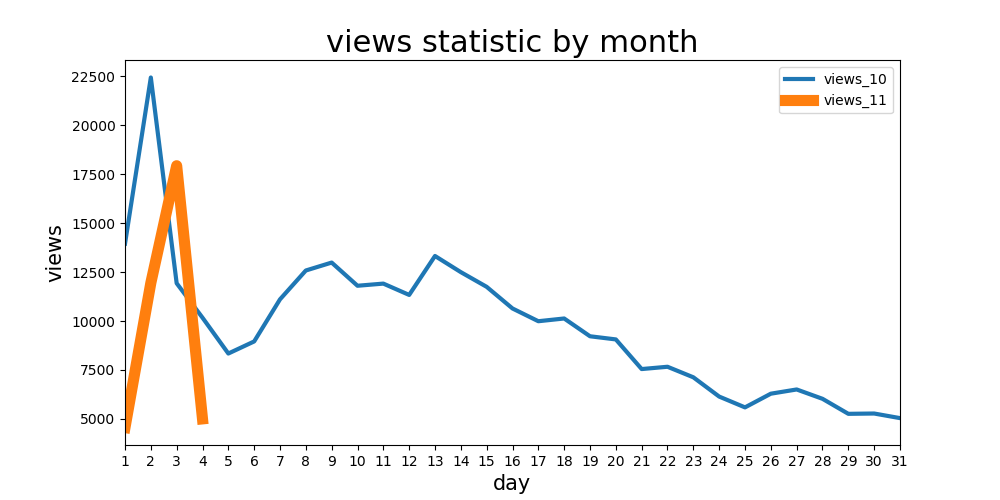 views statistic by month
views_10
views_11
22500
20000
17500
15000
12500
10000
7500
5000
views
1 2 3 4 5 6 7 8 9 10 11 12 13 14 15 16 17 18 19 20 21 22 23 24 25 26 27 28 29 30 31
day